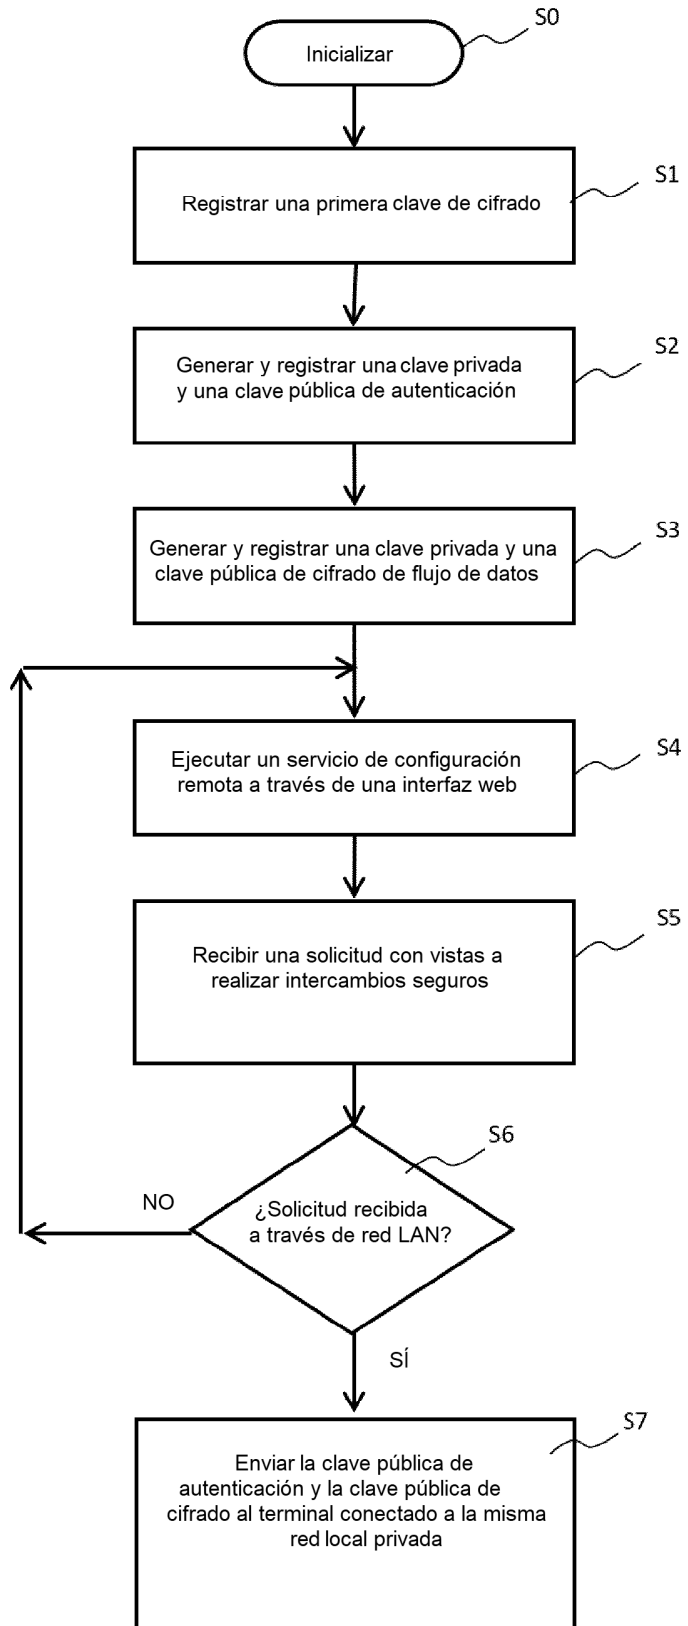 S0
Inicializar
S1
Registrar una primera clave de cifrado
S2
Generar y registrar una clave privada
y una clave pública de autenticación
S3
Generar y registrar una clave privada y una
clave pública de cifrado de flujo de datos
S4
Ejecutar un servicio de configuración
remota a través de una interfaz web
S5
Recibir una solicitud con vistas a
realizar intercambios seguros
S6
¿Solicitud recibida
a través de red LAN?
NO
SÍ
S7
Enviar la clave pública de
autenticación y la clave pública de
cifrado al terminal conectado a la misma
red local privada